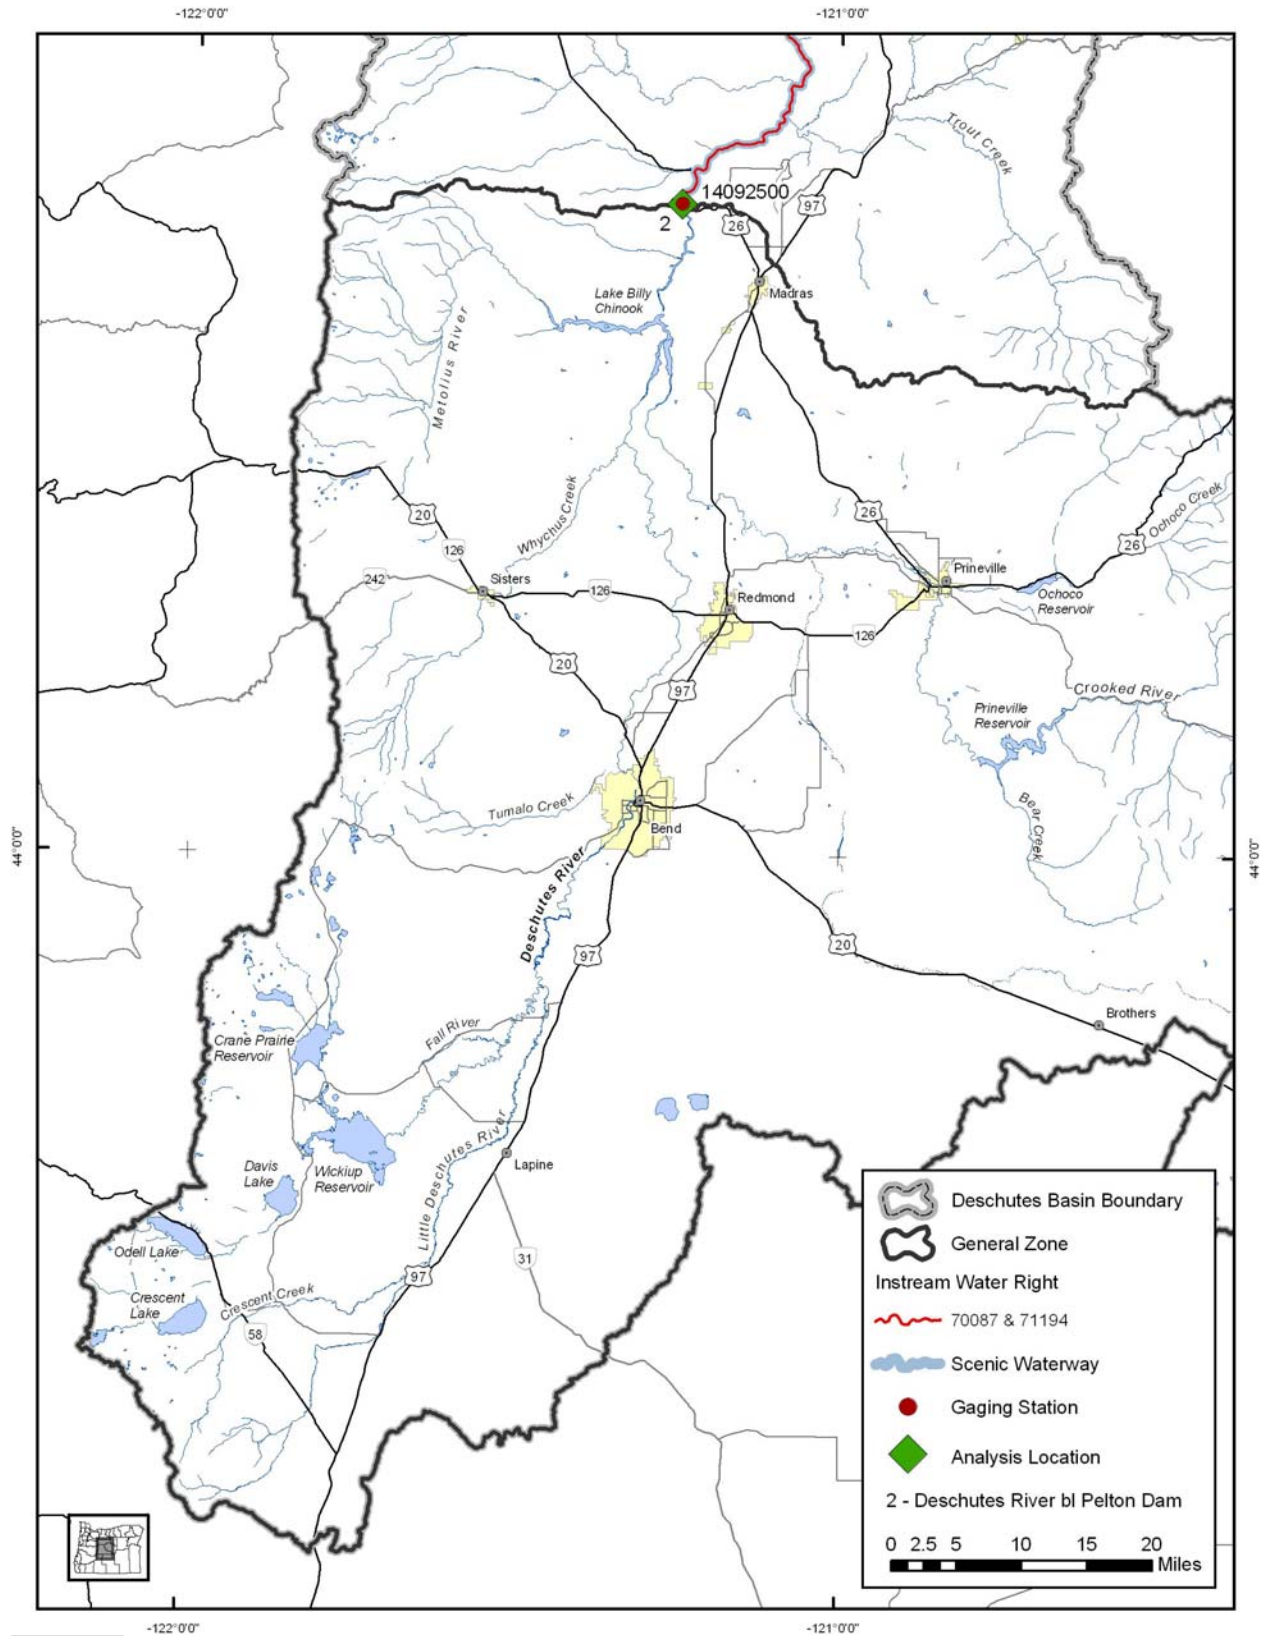 -122°0'0"
-121°0'0"
Trout Creek
14092500
97
2
26
Lake Billy
Chinook
Madras
Metolius River
Ochoco Creek
20
Whychus Creek
26
26
126
Prineville
242
Sisters
126
Redmond
Ochoco
Reservoir
126
20
97
Crooked River
Prineville
Reservoir
Tumalo Creek
Bear Creek
Bend
44°0'0"
44°0'0"
Deschutes River
97
20
Brothers
Fall River
Crane Prairie
Reservoir
Little Deschutes River
Lapine
Davis
Lake
Wickiup
Reservoir
Odell Lake
31
97
Crescent
Lake
Crescent Creek
58
Deschutes Basin Boundary
General Zone
Instream Water Right
70087 & 71194
Scenic Waterway
Gaging Station
Analysis Location
2 - Deschutes River bl Pelton Dam
0 2.5 5 10 15 20
Miles
-122°0'0"
-121°0'0"